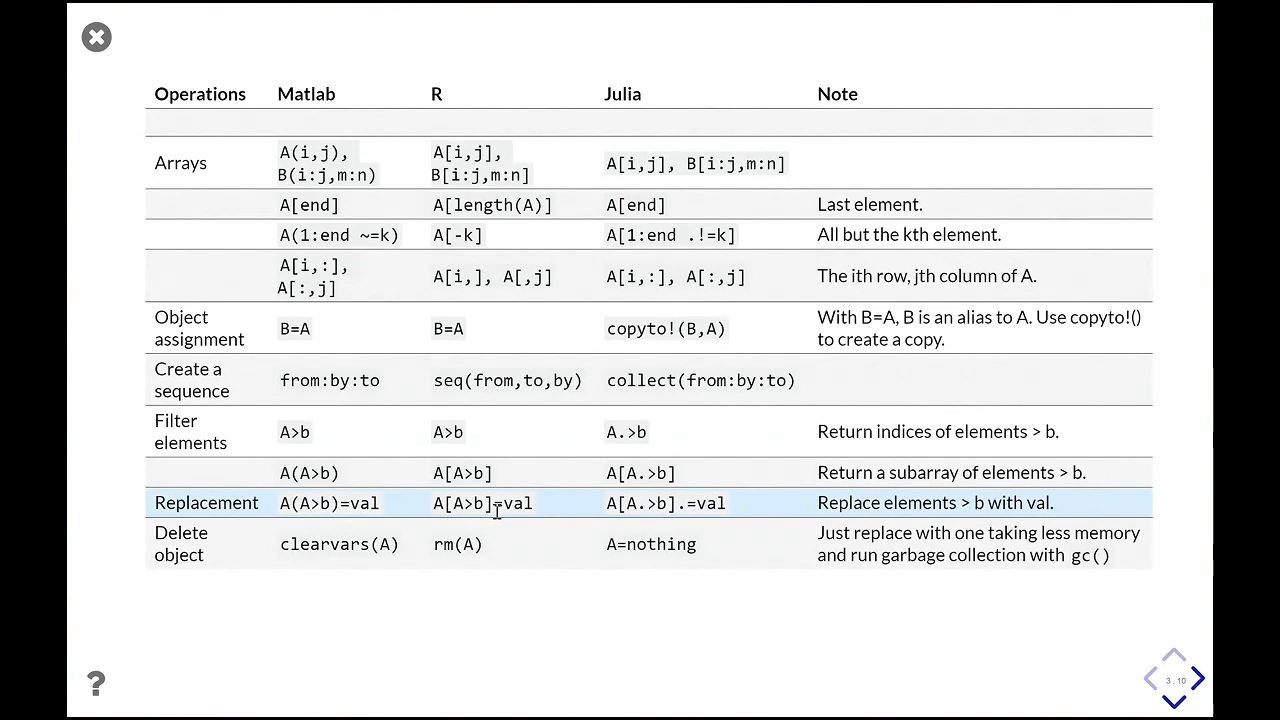 Operations Matlab R Julia Note
Arrays A(i,j), B(i:j,m:n) A[i,j], B[i:j,m:n] A[i,j], B[i:j,m:n]
A[end] A[length(A)] A[end] Last element.
A(1:end ~=k) A[-k] A[1:end .!=k] All but the kth element.
A[i,:], A[:,j] A[i,], A[,j] A[i,:], A[:,j] The ith row, jth column of A.
Object assignment B=A B=A copyto!(B,A) With B=A, B is an alias to A. Use copyto!() to create a copy.
Create a sequence from:by:to seq(from,to,by) collect(from:by:to)
Filter elements A>b A>b A.>b Return indices of elements > b.
A(A>b) A[A>b] A[A.>b] Return a subarray of elements > b.
Replacement A(A>b)=val A[A>b]=val A[A.>b].=val Replace elements > b with val.
Delete object clearvars(A) rm(A) A=nothing Just replace with one taking less memory and run garbage collection with gc()
?
3.10